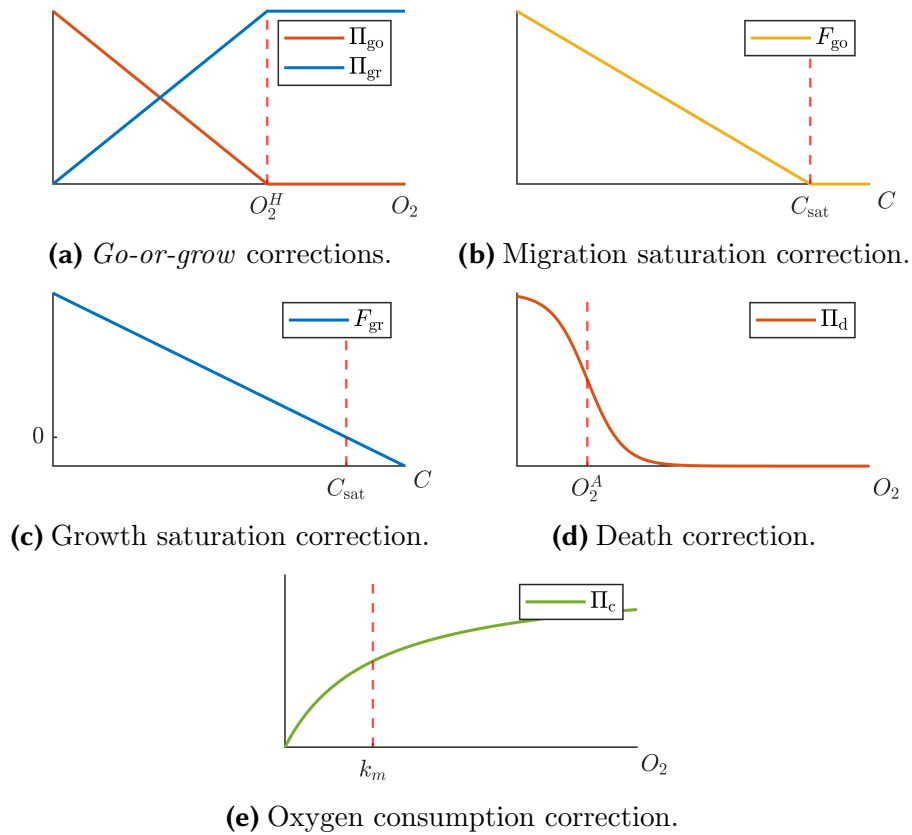 Π_go
Π_gr
O_2^H
O_2
(a) Go-or-grow corrections.
F_go
C_sat
C
(b) Migration saturation correction.
F_gr
0
C_sat
C
(c) Growth saturation correction.
Π_d
O_2^A
O_2
(d) Death correction.
Π_c
k_m
O_2
(e) Oxygen consumption correction.